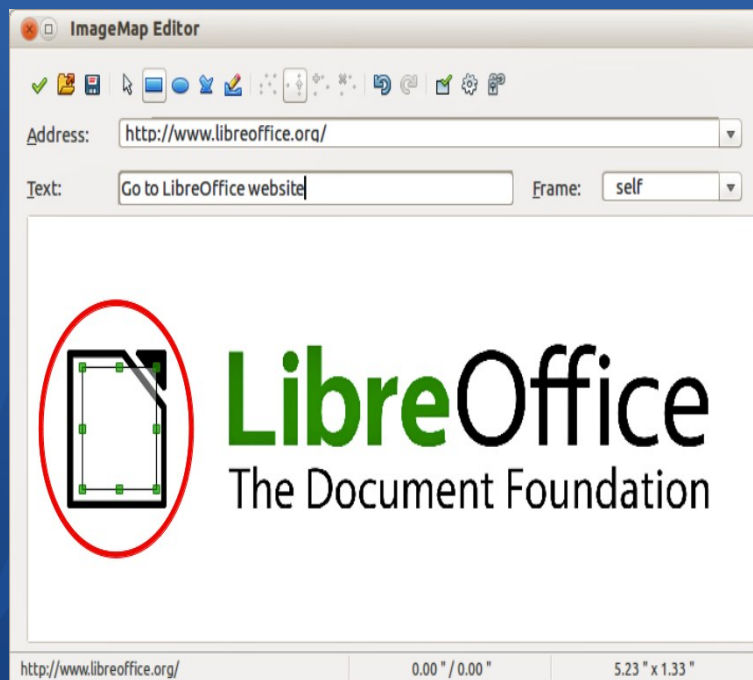 ImageMap Editor
Address: http://www.libreoffice.org/
Text: Go to LibreOffice website Frame: self
LibreOffice
The Document Foundation
http://www.libreoffice.org/ 0.00 " / 0.00 " 5.23 " x 1.33 "